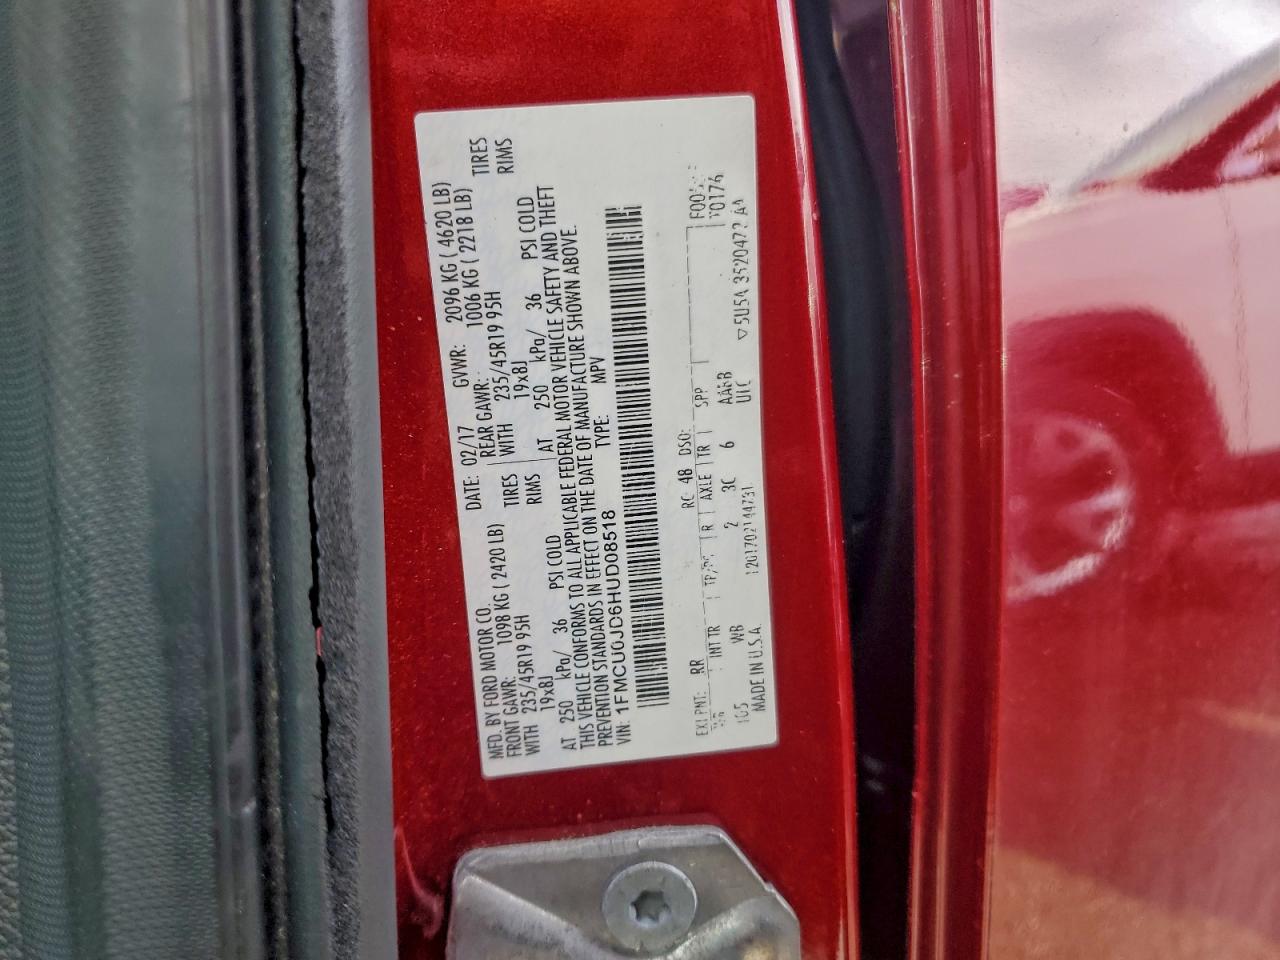 MFD. BY FORD MOTOR CO.
DATE: 02/17 GVWR: 2096 KG ( 4620 LB)
FRONT GAWR: 1098 KG ( 2420 LB) REAR GAWR: 1006 KG ( 2218 LB)
WITH 235/45R19 95H TIRES WITH 235/45R19 95H TIRES
19x8J RIMS 19x8J RIMS
AT 250 kPa/ 36 PSI COLD AT 250 kPa/ 36 PSI COLD
THIS VEHICLE CONFORMS TO ALL APPLICABLE FEDERAL MOTOR VEHICLE SAFETY AND THEFT
PREVENTION STANDARDS IN EFFECT ON THE DATE OF MANUFACTURE SHOWN ABOVE.
VIN: 1FMCU0JD6HUD08518 TYPE: MPV
EXT PNT: RR RC 48 DSO:
INT TR TR AXLE TR SPP
105 WB 2 3C 6
MADE IN U.S.A.